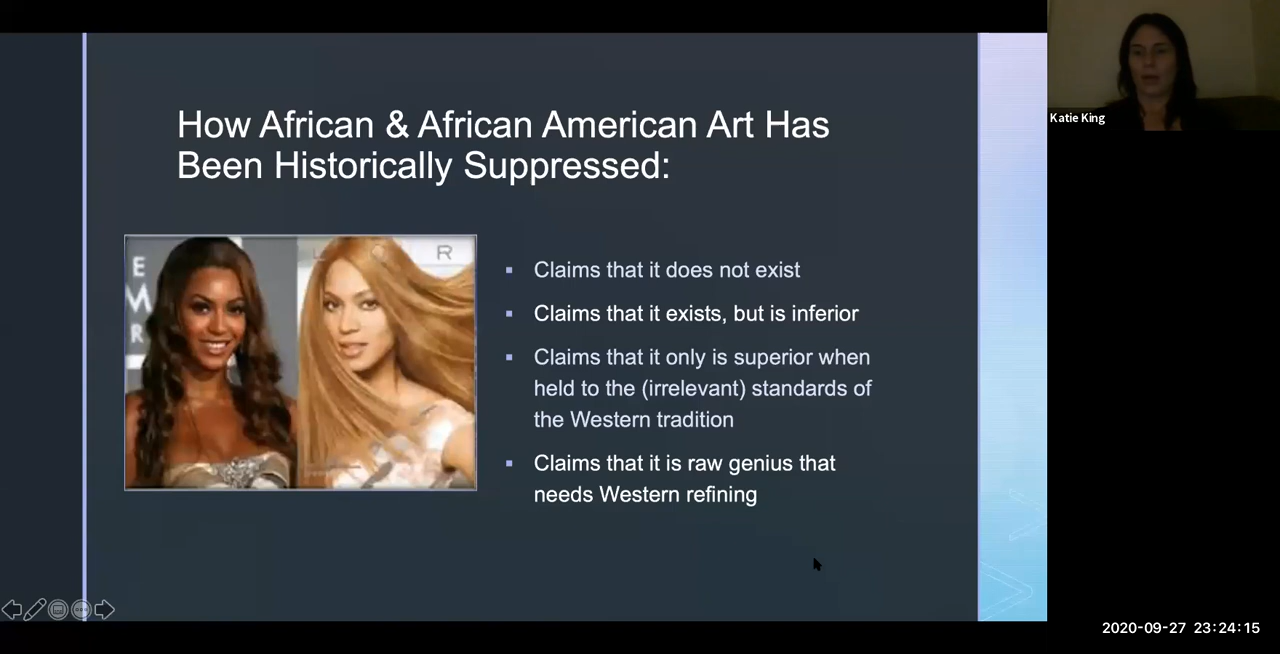 How African & African American Art Has
Been Historically Suppressed:
E
M
R
L O R
▪ Claims that it does not exist
▪ Claims that it exists, but is inferior
▪ Claims that it only is superior when
held to the (irrelevant) standards of
the Western tradition
▪ Claims that it is raw genius that
needs Western refining
Katie King
2020-09-27 23:24:15